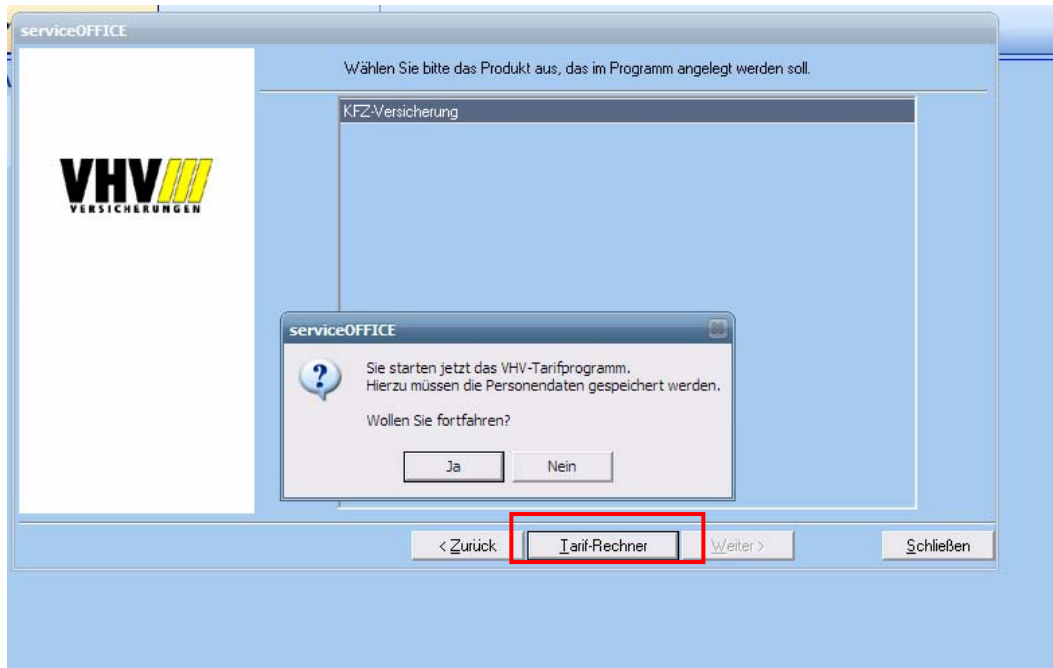 serviceOFFICE
Wählen Sie bitte das Produkt aus, das im Programm angelegt werden soll.
KFZ-Versicherung
VHV
VERSICHERUNGEN
serviceOFFICE
Sie starten jetzt das VHV-Tarifprogramm.
Hierzu müssen die Personendaten gespeichert werden.
Wollen Sie fortfahren?
Ja Nein
< Zurück Tarif-Rechner Weiter > Schließen